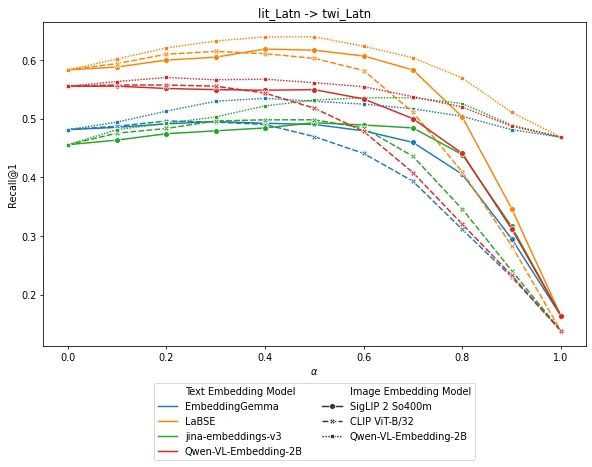 lit_Latn -> twi_Latn
Recall@1
0.6
0.5
0.4
0.3
0.2
0.0 0.2 0.4 0.6 0.8 1.0
α
Text Embedding Model Image Embedding Model
EmbeddingGemma SigLIP 2 So400m
LaBSE CLIP ViT-B/32
jina-embeddings-v3 Qwen-VL-Embedding-2B
Qwen-VL-Embedding-2B